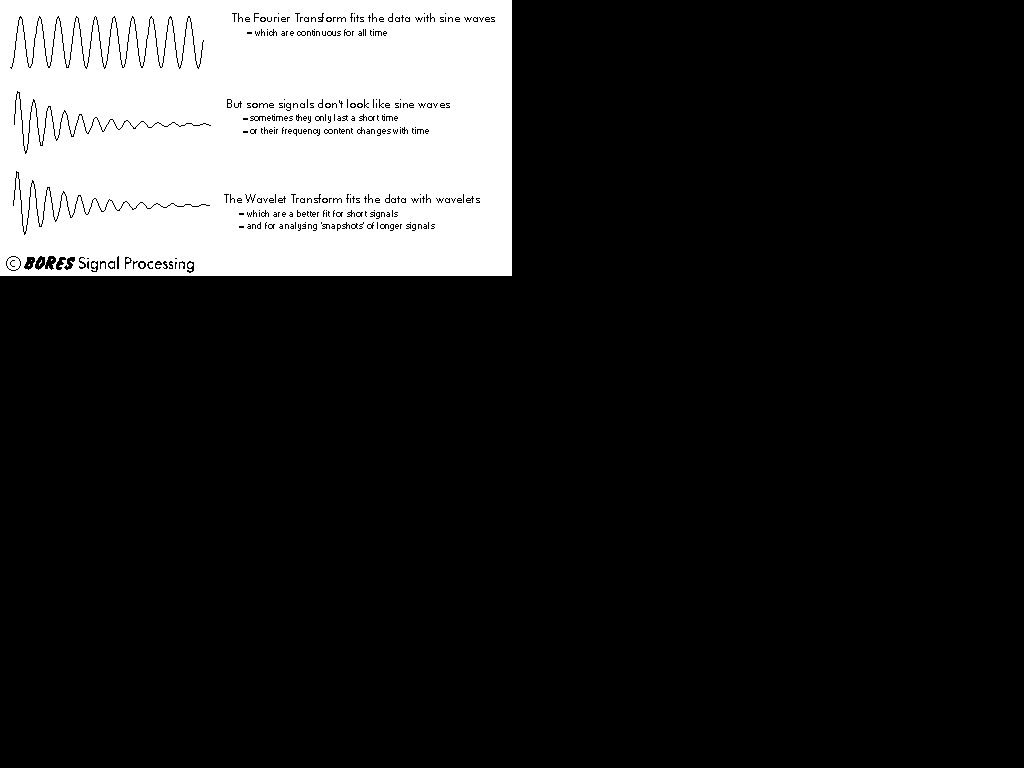 The Fourier Transform fits the data with sine waves
- which are continuous for all time
But some signals don't look like sine waves
- sometimes they only last a short time
- or their frequency content changes with time
The Wavelet Transform fits the data with wavelets
- which are a better fit for short signals
- and for analysing 'snapshots' of longer signals
© BORES Signal Processing